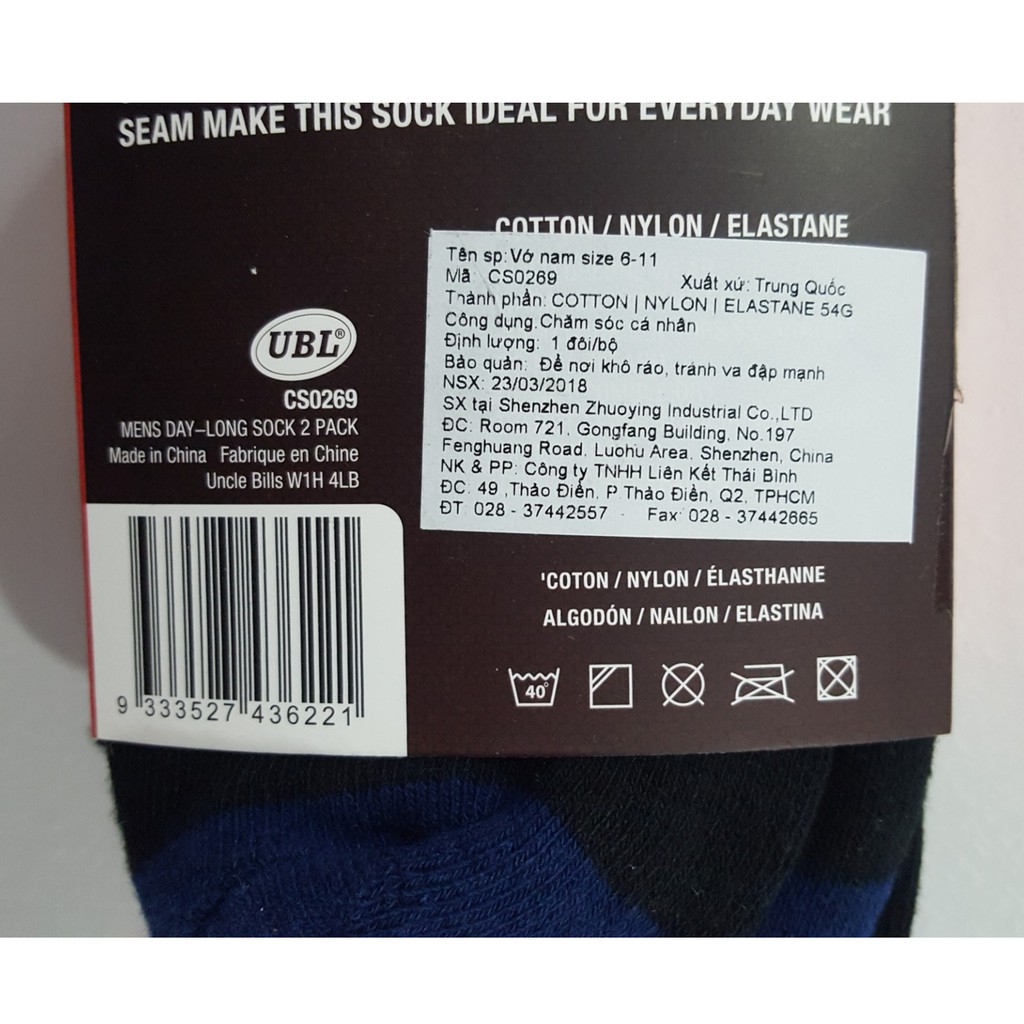 SEAM MAKE THIS SOCK IDEAL FOR EVERYDAY WEAR
COTTON / NYLON / ELASTANE
Tên sp: Vớ nam size 6-11
Mã CS0269 Xuất xứ: Trung Quốc
Thành phần: COTTON | NYLON | ELASTANE 54G
Công dụng: Chăm sóc cá nhân
Định lượng: 1 đôi/bộ
Bảo quản: Để nơi khô ráo, tránh va đập mạnh
NSX: 23/03/2018
SX tại Shenzhen Zhuoying Industrial Co.,LTD
ĐC: Room 721, Gongfang Building, No.197
Fenghuang Road, Luohu Area, Shenzhen, China
NK & PP: Công ty TNHH Liên Kết Thái Bình
ĐC: 49 ,Thảo Điền, P.Thảo Điền, Q2, TPHCM
ĐT: 028 - 37442557 - Fax: 028 - 37442665
UBL®
CS0269
MENS DAY–LONG SOCK 2 PACK
Made in China Fabrique en Chine
Uncle Bills W1H 4LB
9 333527 436221
'COTON / NYLON / ÉLASTHANNE
ALGODÓN / NAILON / ELASTINA
40°